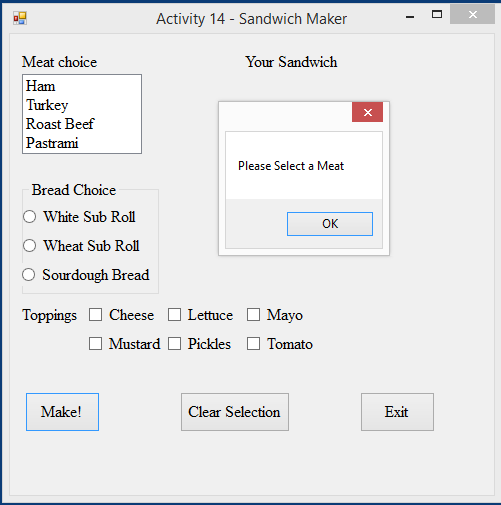 Activity 14 - Sandwich Maker
Meat choice
Your Sandwich
Ham
Turkey
Roast Beef
Pastrami
Please Select a Meat
OK
Bread Choice
White Sub Roll
Wheat Sub Roll
Sourdough Bread
Toppings Cheese Lettuce Mayo
Mustard Pickles Tomato
Make! Clear Selection Exit